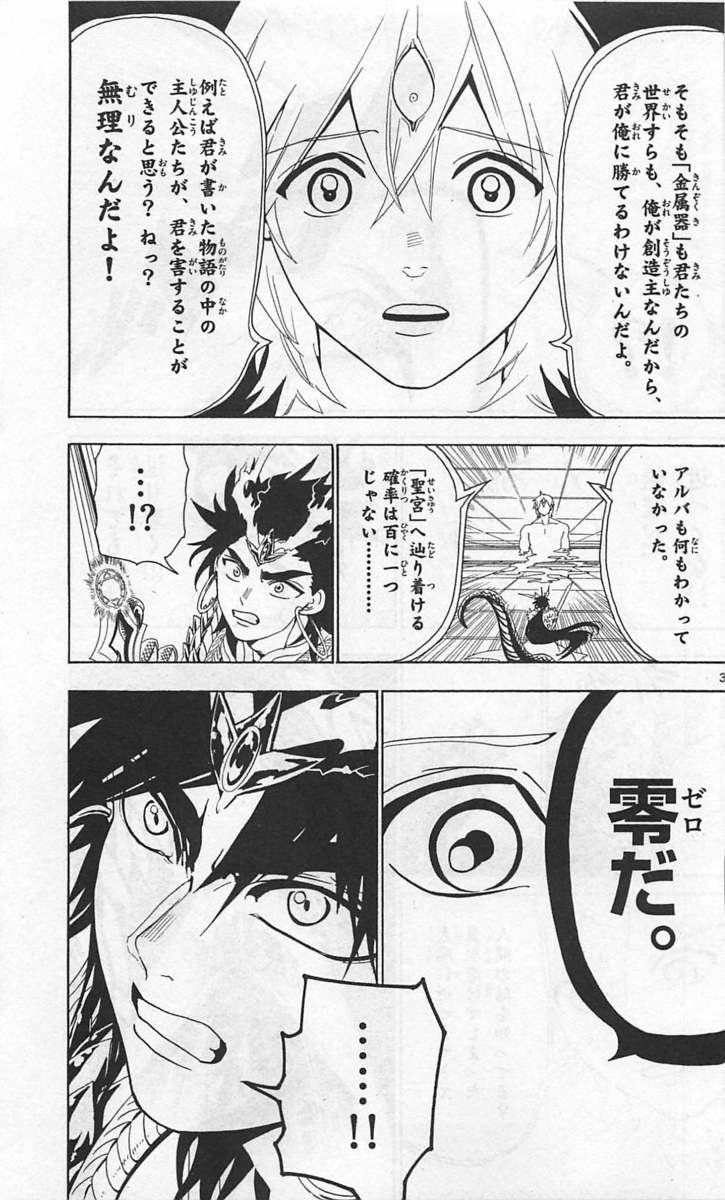 そもそも「金属器」も君たちの
世界すらも、俺が創造主なんだから、
君が俺に勝てるわけないんだよ。
例えば君が書いた物語の中の
主人公たちが、君を害することが
できると思う？ねっ？
無理なんだよ！
アルバも何もわかって
いなかった。
「聖宮」へ辿り着ける
確率は百に一つ
じゃない…………
…
!?
零だ。
ゼロ
……
!!
3